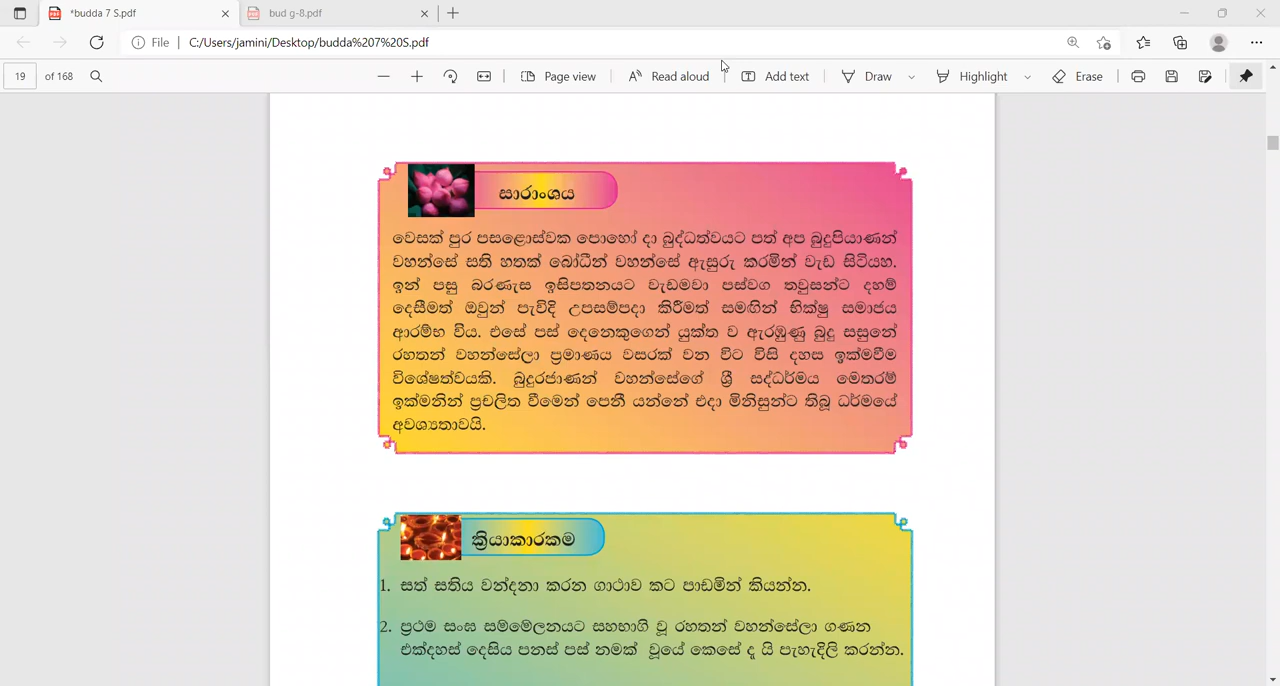 *budda 7 S.pdf
bud g-8.pdf
File
C:/Users/jamini/Desktop/budda%207%20S.pdf
19 of 168
Page view
Read aloud
Add text
Draw
Highlight
Erase
සාරාංශය
වෙසක් පුර පසළොස්වක පොහෝ දා බුද්ධත්වයට පත් අප බුදුපියාණන්
වහන්සේ සති හතක් බෝධීන් වහන්සේ ඇසුරු කරමින් වැඩ සිටියහ.
ඉන් පසු බරණැස ඉසිපතනයට වැඩමවා පස්වග තවුසන්ට දහම්
දෙසීමත් ඔවුන් පැවිදි උපසම්පදා කිරීමත් සමඟින් භික්ෂු සමාජය
ආරම්භ විය. එසේ පස් දෙනෙකුගෙන් යුක්ත ව ඇරඹුණු බුදු සසුනේ
රහතන් වහන්සේලා ප්‍රමාණය වසරක් වන විට විසි දහස ඉක්මවීම
විශේෂත්වයකි. බුදුරජාණන් වහන්සේගේ ශ්‍රී සද්ධර්මය මෙතරම්
ඉක්මනින් ප්‍රචලිත වීමෙන් පෙනී යන්නේ එදා මිනිසුන්ට තිබූ ධර්මයේ
අවශ්‍යතාවයි.
ක්‍රියාකාරකම
1. සත් සතිය වන්දනා කරන ගාථාව කට පාඩමින් කියන්න.
2. ප්‍රථම සංඝ සම්මේලනයට සහභාගි වූ රහතන් වහන්සේලා ගණන
එක්දහස් දෙසිය පනස් පස් නමක් වූයේ කෙසේ දැ යි පැහැදිලි කරන්න.